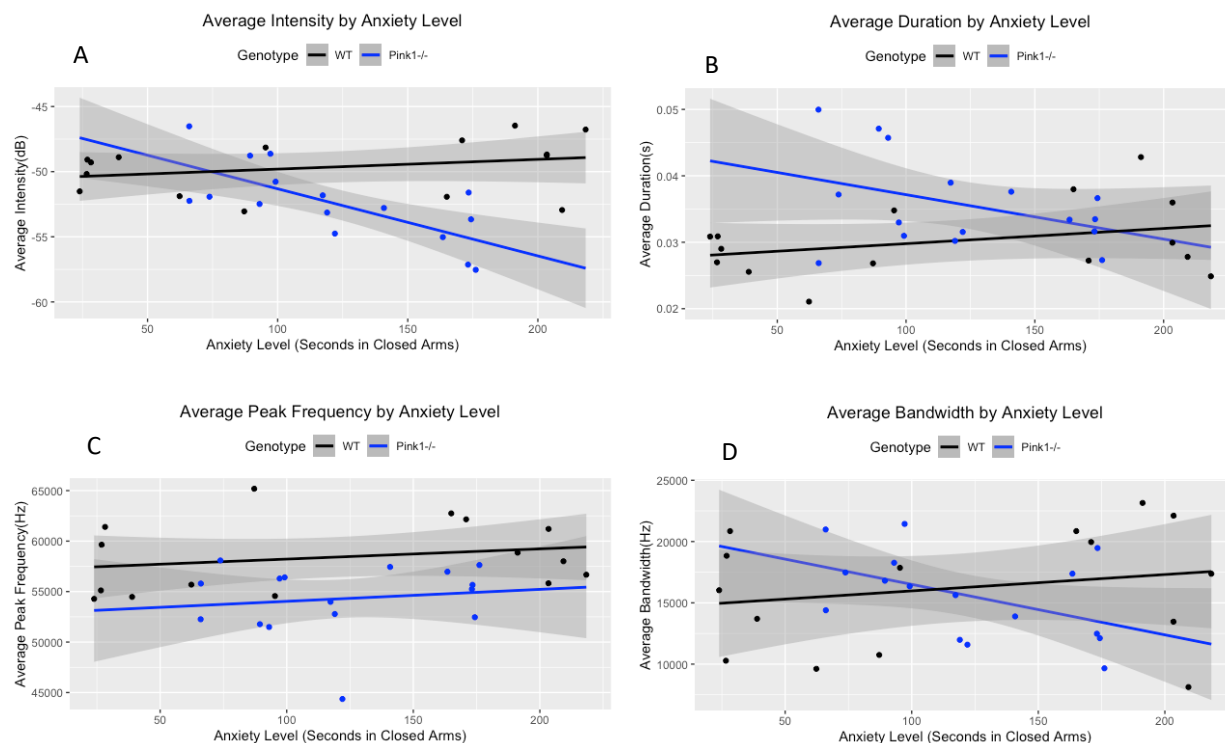 Average Intensity by Anxiety Level
A
Genotype WT Pink1-/-
-45
-50
-55
-60
Average Intensity(dB)
50 100 150 200
Anxiety Level (Seconds in Closed Arms)
Average Duration by Anxiety Level
B
Genotype WT Pink1-/-
0.05
0.04
0.03
0.02
Average Duration(s)
50 100 150 200
Anxiety Level (Seconds in Closed Arms)
Average Peak Frequency by Anxiety Level
C
Genotype WT Pink1-/-
65000
60000
55000
50000
45000
Average Peak Frequency(Hz)
50 100 150 200
Anxiety Level (Seconds in Closed Arms)
Average Bandwidth by Anxiety Level
D
Genotype WT Pink1-/-
25000
20000
15000
10000
Average Bandwidth(Hz)
50 100 150 200
Anxiety Level (Seconds in Closed Arms)